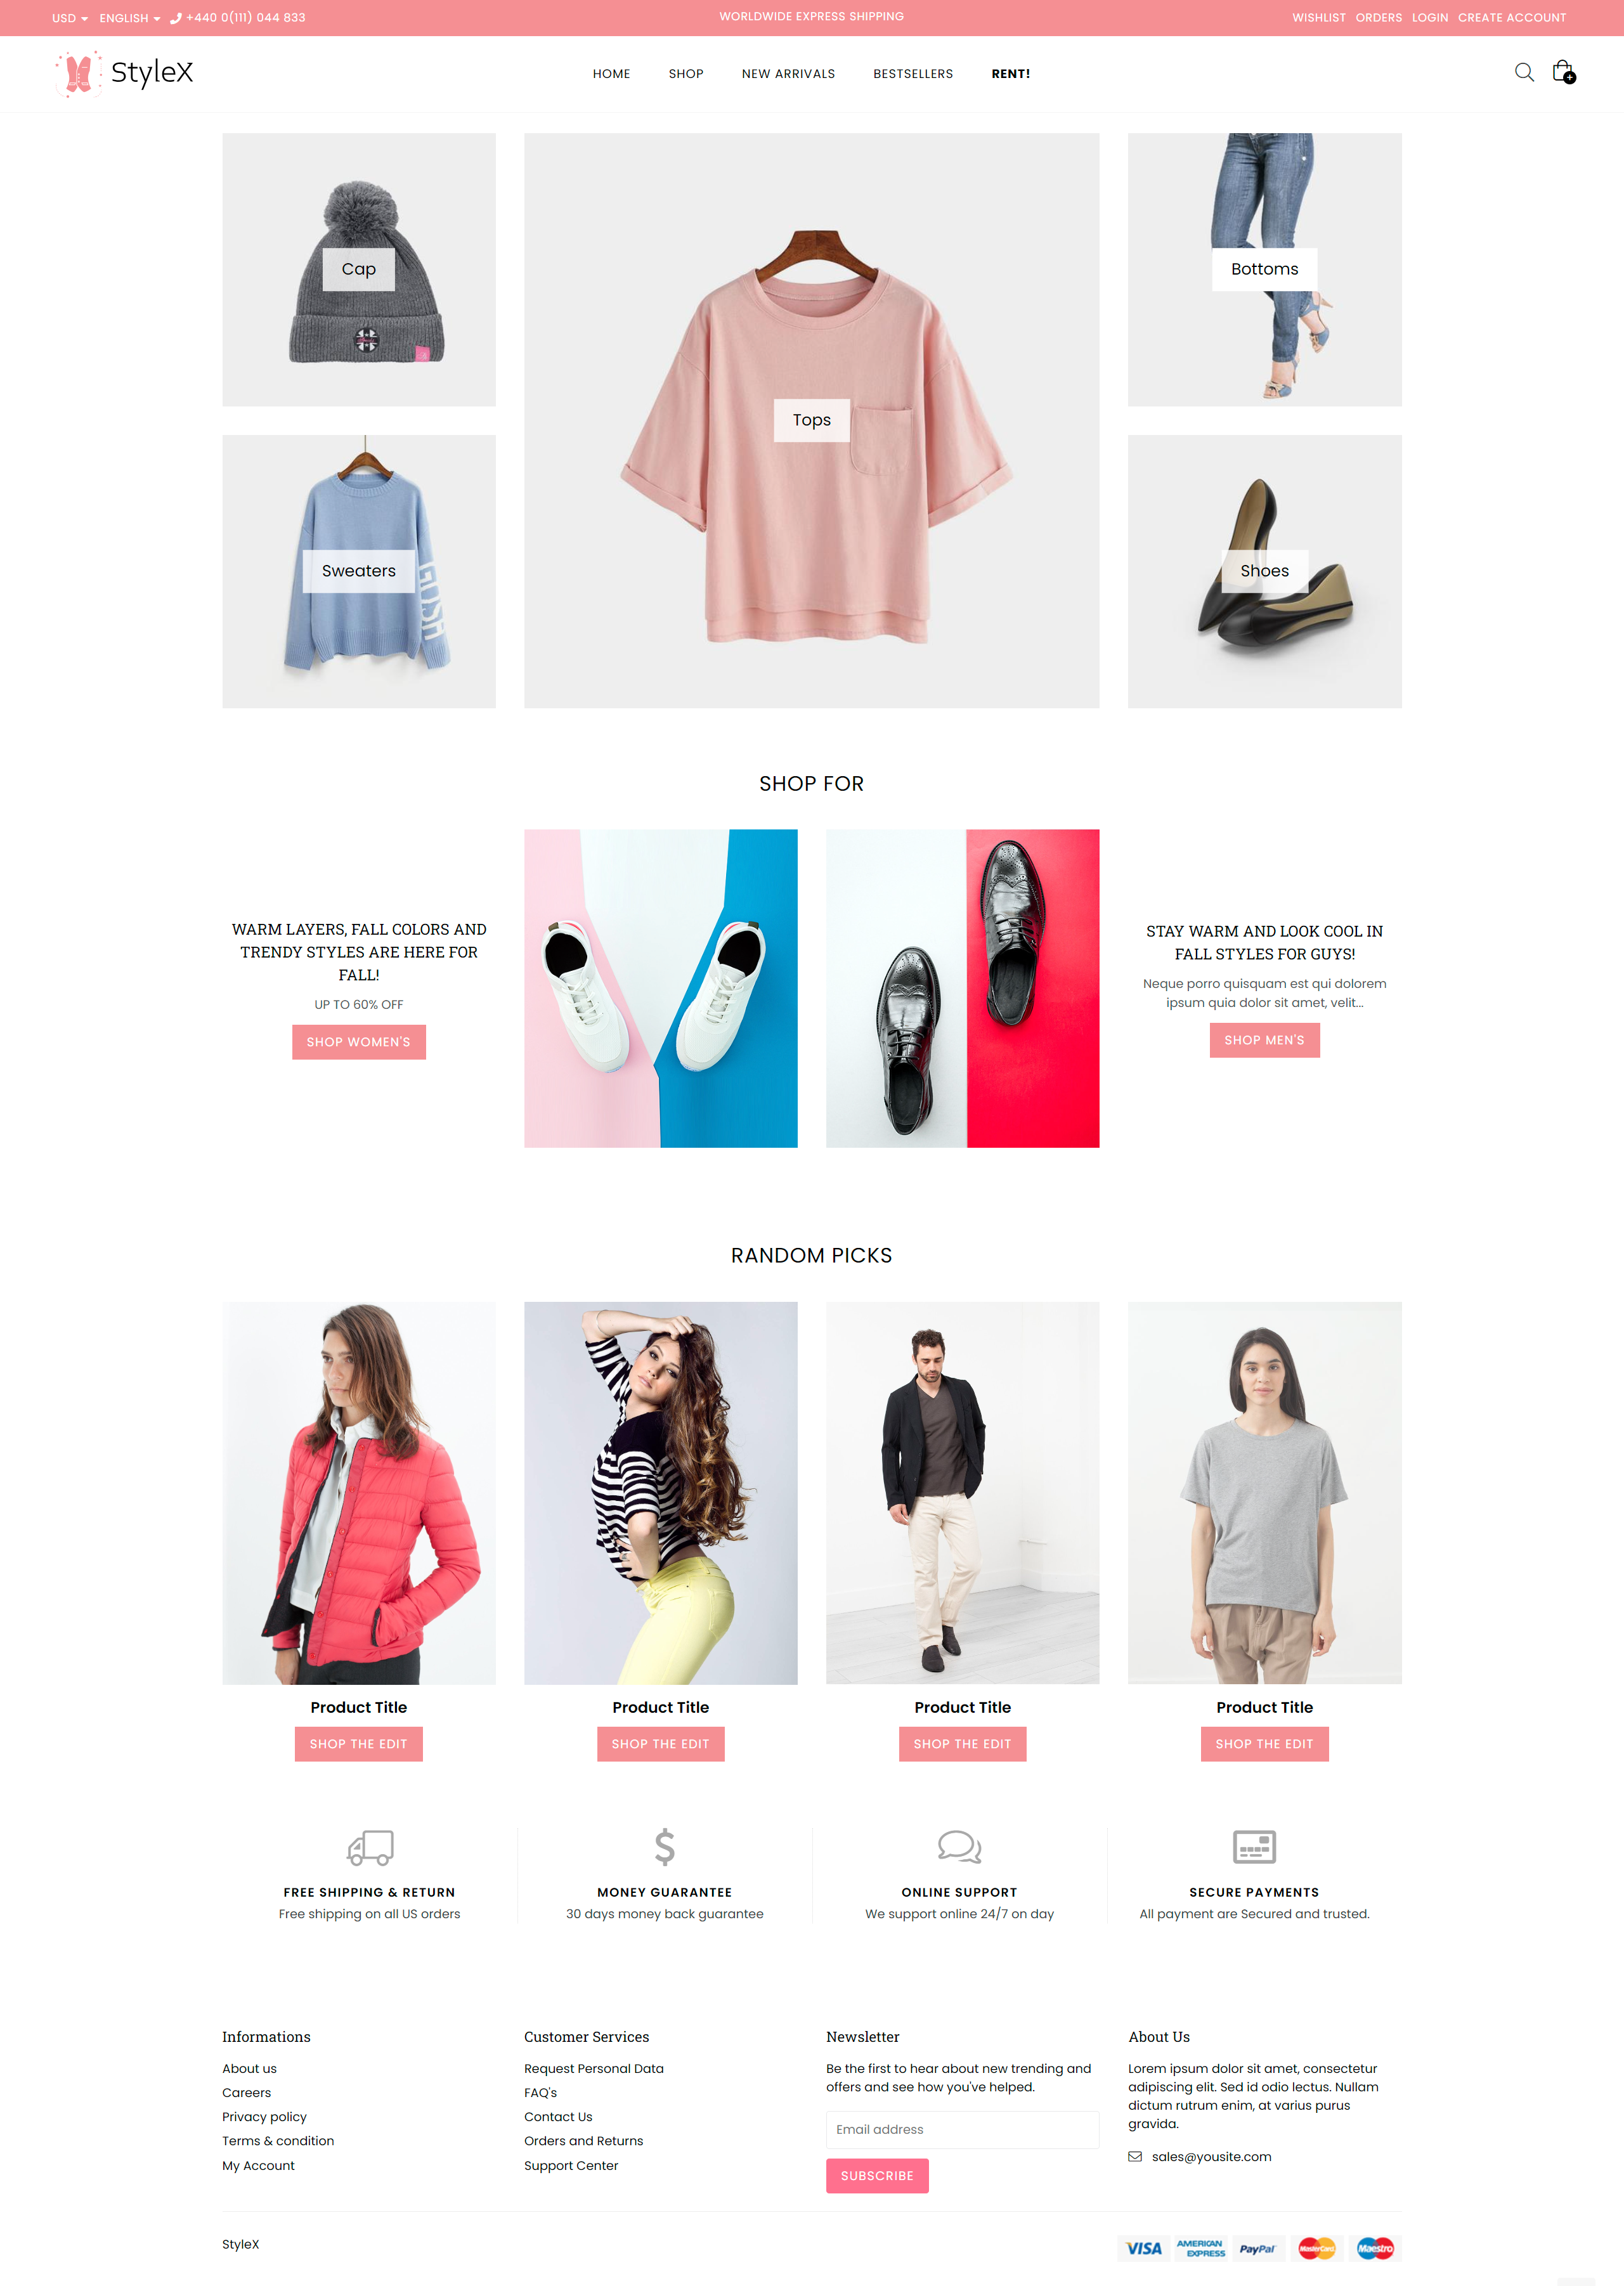 USD ENGLISH +440 0(111) 044 833
WORLDWIDE EXPRESS SHIPPING
WISHLIST ORDERS LOGIN CREATE ACCOUNT
StyleX
HOME SHOP NEW ARRIVALS BESTSELLERS RENT!
Cap
Tops
Bottoms
Sweaters
Shoes
SHOP FOR
WARM LAYERS, FALL COLORS AND
TRENDY STYLES ARE HERE FOR
FALL!
UP TO 60% OFF
SHOP WOMEN'S
STAY WARM AND LOOK COOL IN
FALL STYLES FOR GUYS!
Neque porro quisquam est qui dolorem
ipsum quia dolor sit amet, velit...
SHOP MEN'S
RANDOM PICKS
Product Title
SHOP THE EDIT
Product Title
SHOP THE EDIT
Product Title
SHOP THE EDIT
Product Title
SHOP THE EDIT
FREE SHIPPING & RETURN
Free shipping on all US orders
MONEY GUARANTEE
30 days money back guarantee
ONLINE SUPPORT
We support online 24/7 on day
SECURE PAYMENTS
All payment are Secured and trusted.
Informations
About us
Careers
Privacy policy
Terms & condition
My Account
Customer Services
Request Personal Data
FAQ's
Contact Us
Orders and Returns
Support Center
Newsletter
Be the first to hear about new trending and
offers and see how you've helped.
Email address
SUBSCRIBE
About Us
Lorem ipsum dolor sit amet, consectetur
adipiscing elit. Sed id odio lectus. Nullam
dictum rutrum enim, at varius purus
gravida.
sales@yousite.com
StyleX
VISA
AMERICAN
EXPRESS
PayPal
MasterCard
Maestro